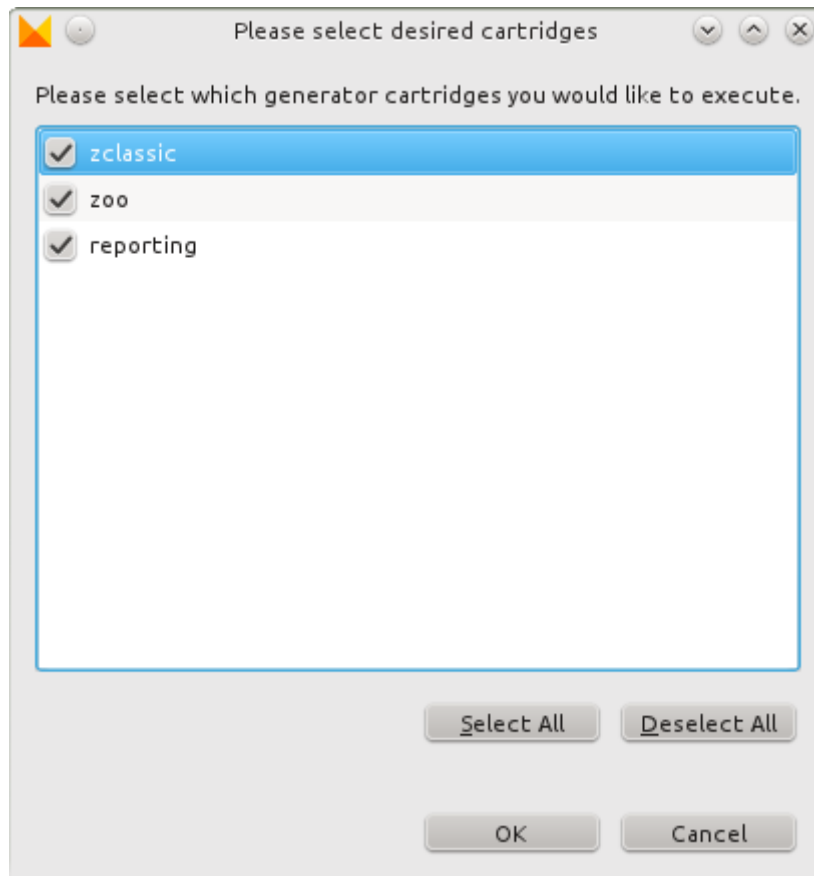 Please select desired cartridges
Please select which generator cartridges you would like to execute.
zclassic
zoo
reporting
Select All Deselect All
OK Cancel